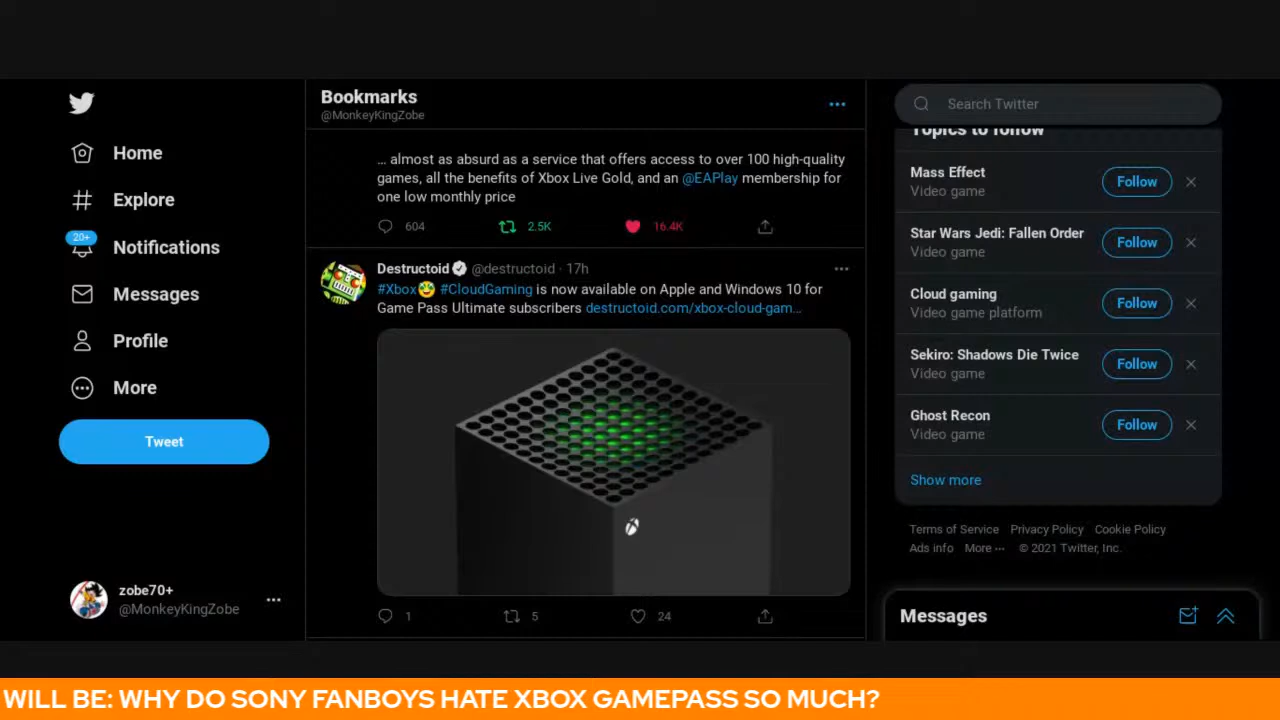 Home
Explore
20+
Notifications
Messages
Profile
More
Tweet
zobe70+
@MonkeyKingZobe
Bookmarks
@MonkeyKingZobe
... almost as absurd as a service that offers access to over 100 high-quality
games, all the benefits of Xbox Live Gold, and an @EAPlay membership for
one low monthly price
604 2.5K 16.4K
Destructoid @destructoid · 17h
#Xbox #CloudGaming is now available on Apple and Windows 10 for
Game Pass Ultimate subscribers destructoid.com/xbox-cloud-gam...
1 5 24
Search Twitter
Topics to follow
Mass Effect
Video game
Follow
Star Wars Jedi: Fallen Order
Video game
Follow
Cloud gaming
Video game platform
Follow
Sekiro: Shadows Die Twice
Video game
Follow
Ghost Recon
Video game
Follow
Show more
Terms of Service Privacy Policy Cookie Policy
Ads info More ··· © 2021 Twitter, Inc.
Messages
WILL BE: WHY DO SONY FANBOYS HATE XBOX GAMEPASS SO MUCH?